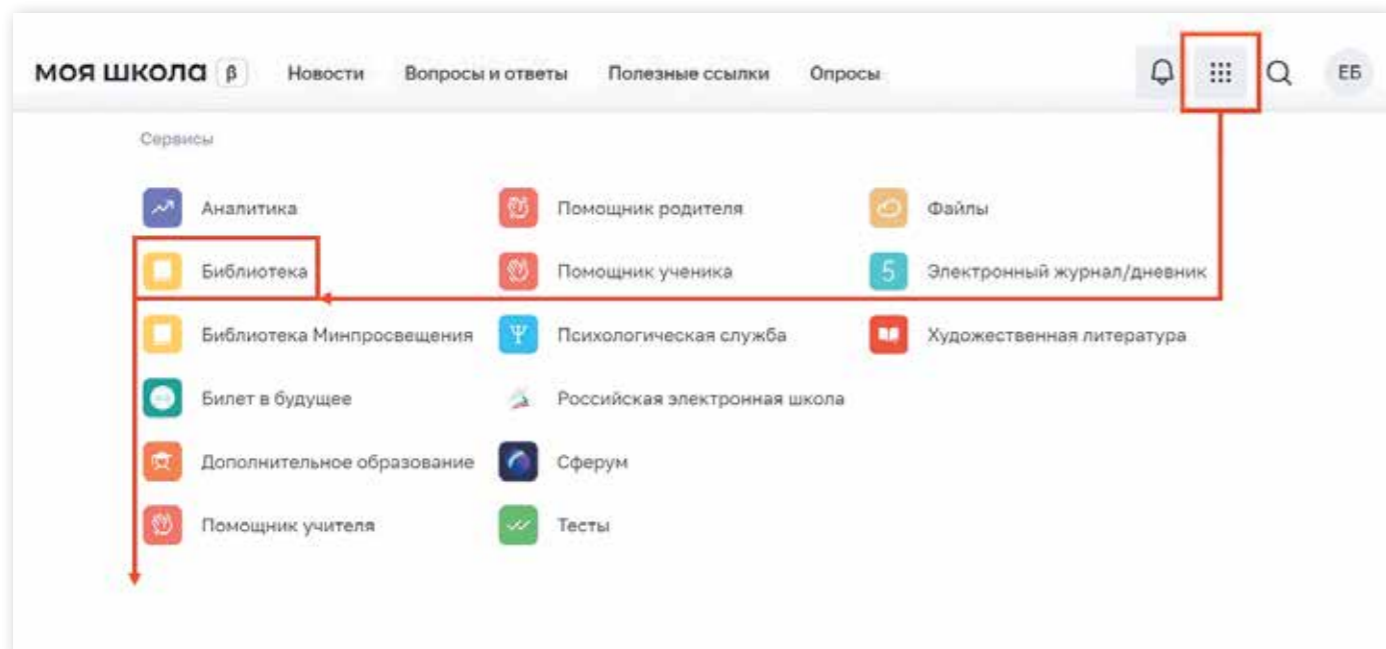 МОЯ ШКОЛА β Новости Вопросы и ответы Полезные ссылки Опросы ЕБ
Сервисы
Аналитика Помощник родителя Файлы
Библиотека Помощник ученика 5 Электронный журнал/дневник
Библиотека Минпросвещения Ψ Психологическая служба Художественная литература
Билет в будущее Российская электронная школа
Дополнительное образование Сферум
Помощник учителя Тесты